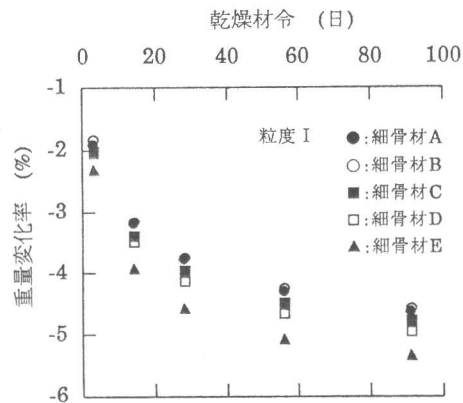 乾燥材令 (日)
0 20 40 60 80 100
-1
-2
-3
-4
-5
-6
重量変化率 (%)
粒度 I
●:細骨材A
○:細骨材B
■:細骨材C
□:細骨材D
▲:細骨材E